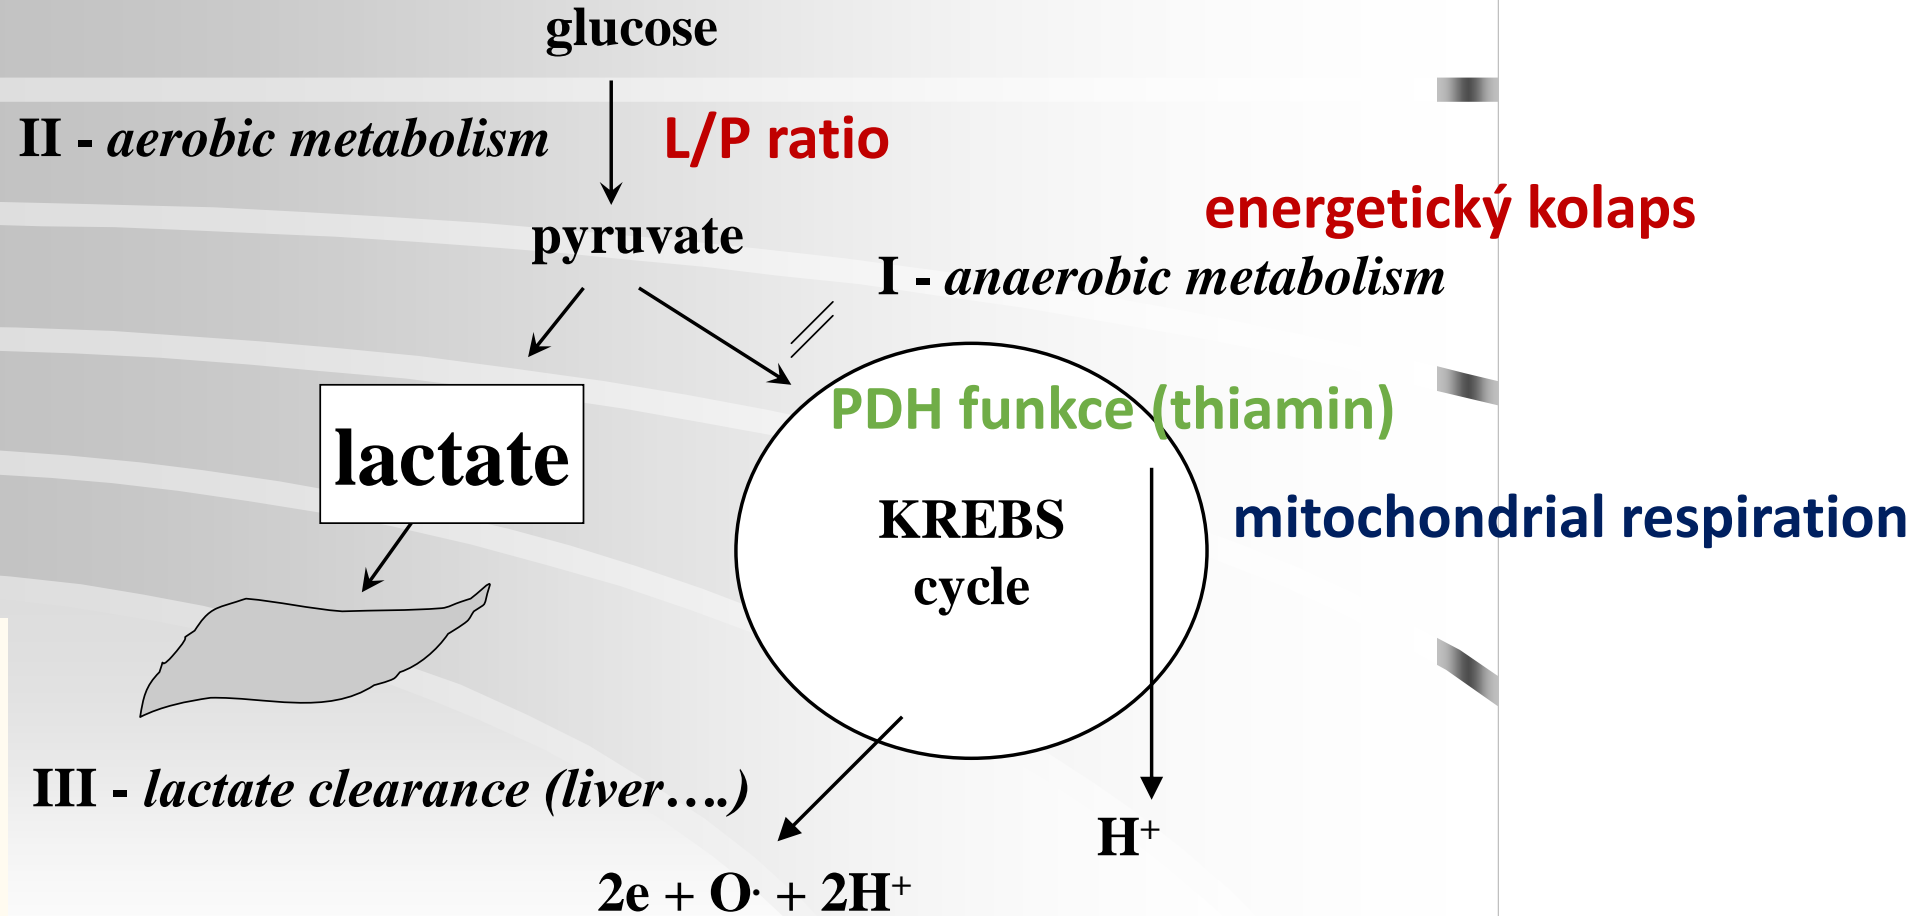 glucose
II - aerobic metabolism
L/P ratio
energetický kolaps
pyruvate
I - anaerobic metabolism
PDH funkce (thiamin)
lactate
KREBS
cycle
mitochondrial respiration
III - lactate clearance (liver….)
H⁺
2e + O· + 2H⁺